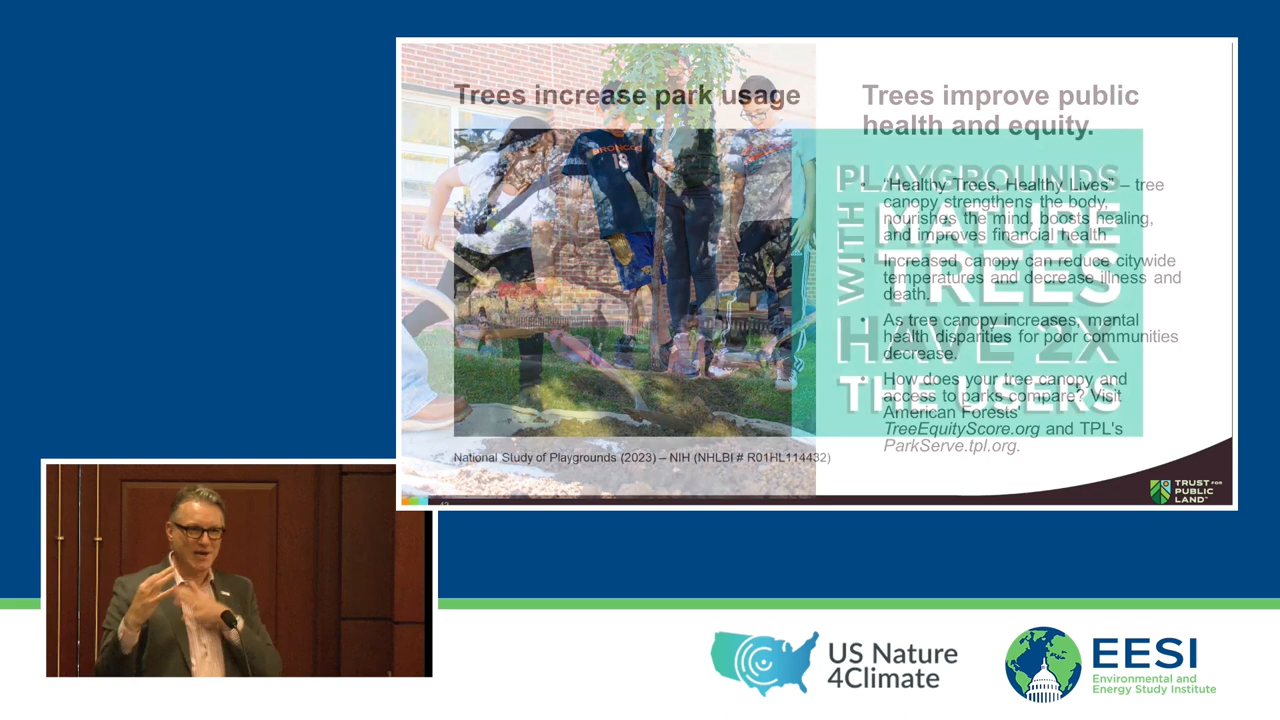 Trees increase park usage
PLAYGROUNDS
WITH NATURE
TREES
HAVE 2X
THE USERS
National Study of Playgrounds (2023) – NIH (NHLBI # R01HL114432)
Trees improve public
health and equity.
• "Healthy Trees, Healthy Lives" – tree
canopy strengthens the body,
nourishes the mind, boosts healing,
and improves financial health
• Increased canopy can reduce citywide
temperatures and decrease illness and
death.
• As tree canopy increases, mental
health disparities for poor communities
decrease.
• How does your tree canopy and
access to parks compare? Visit
American Forests'
TreeEquityScore.org and TPL's
ParkServe.tpl.org.
BRONCOS
18
TRUST FOR
PUBLIC
LAND
US Nature
4Climate
EESI
Environmental and
Energy Study Institute